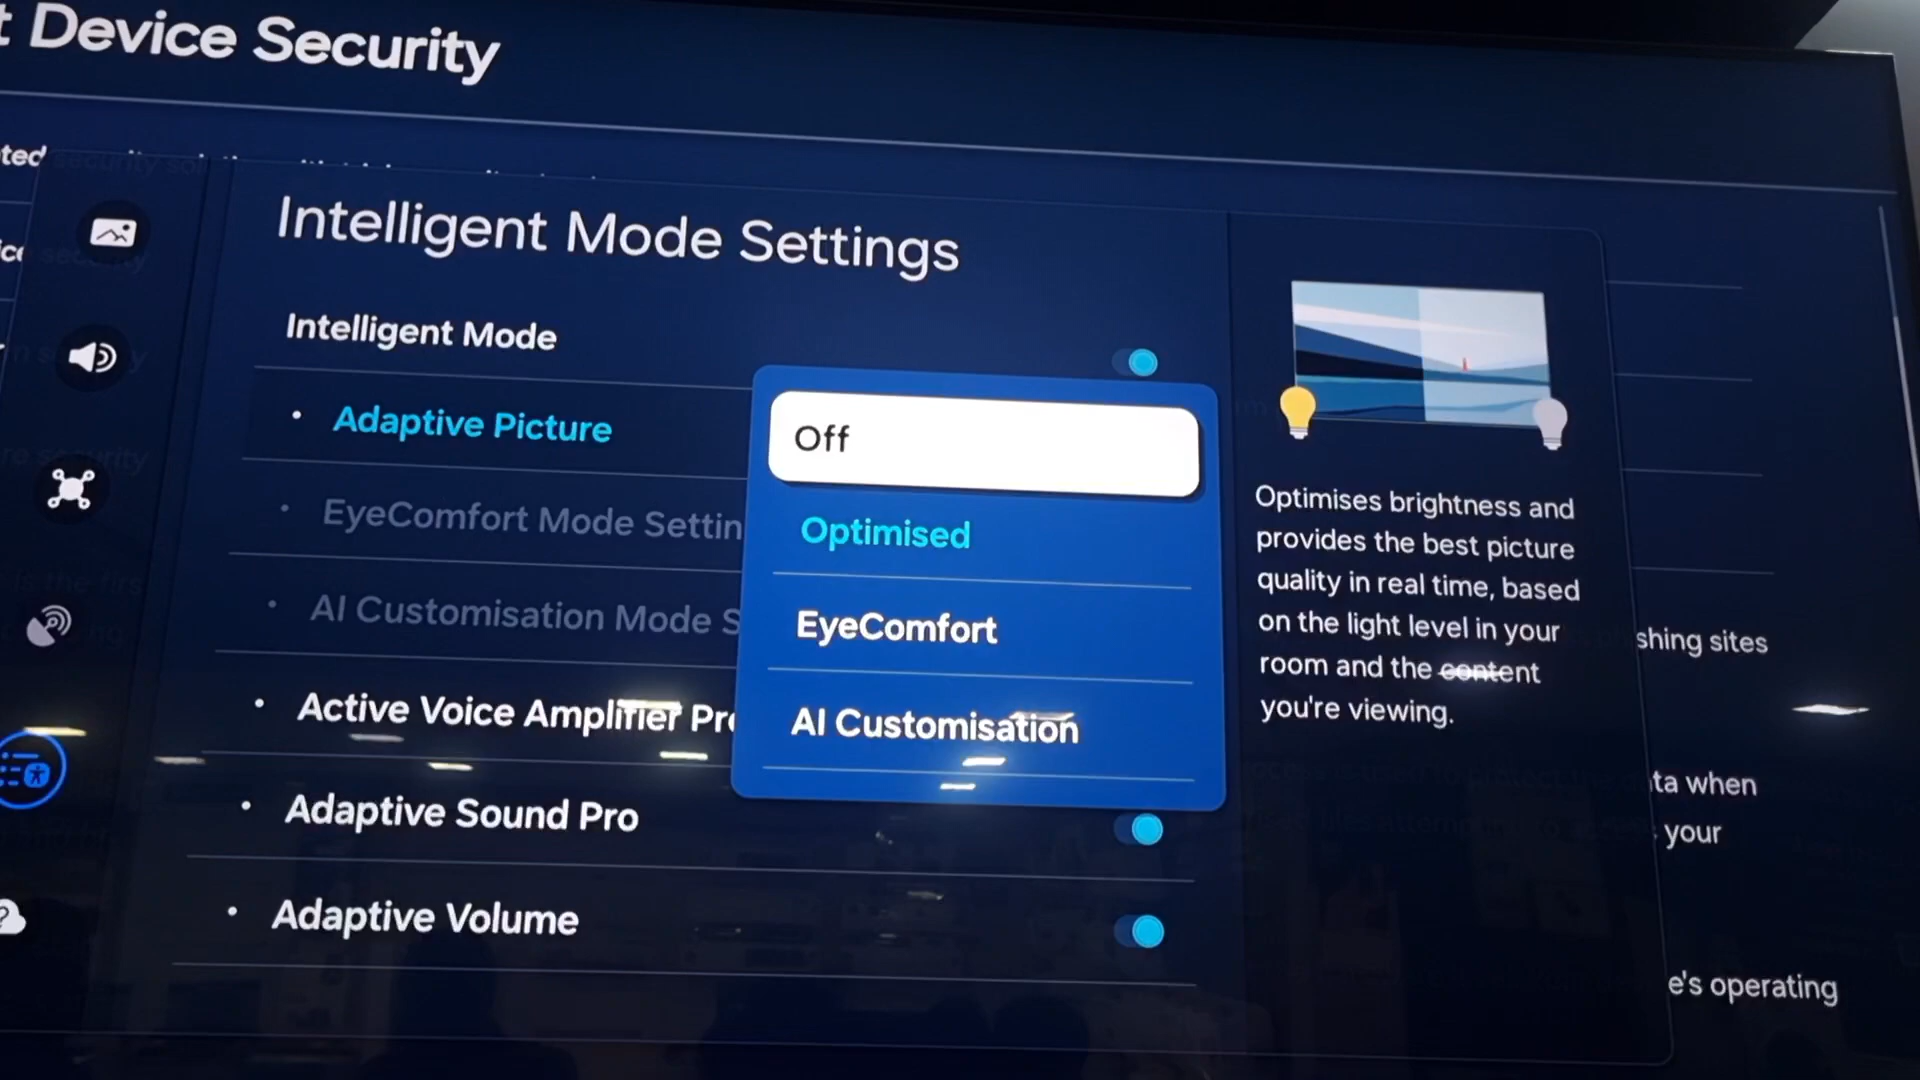 t Device Security
ted
Intelligent Mode Settings
Intelligent Mode
Adaptive Picture
EyeComfort Mode Settin
AI Customisation Mode S
Active Voice Amplifier Pro
Adaptive Sound Pro
Adaptive Volume
Off
Optimised
EyeComfort
AI Customisation
Optimises brightness and
provides the best picture
quality in real time, based
on the light level in your
room and the content
you're viewing.
shing sites
ta when
your
e's operating